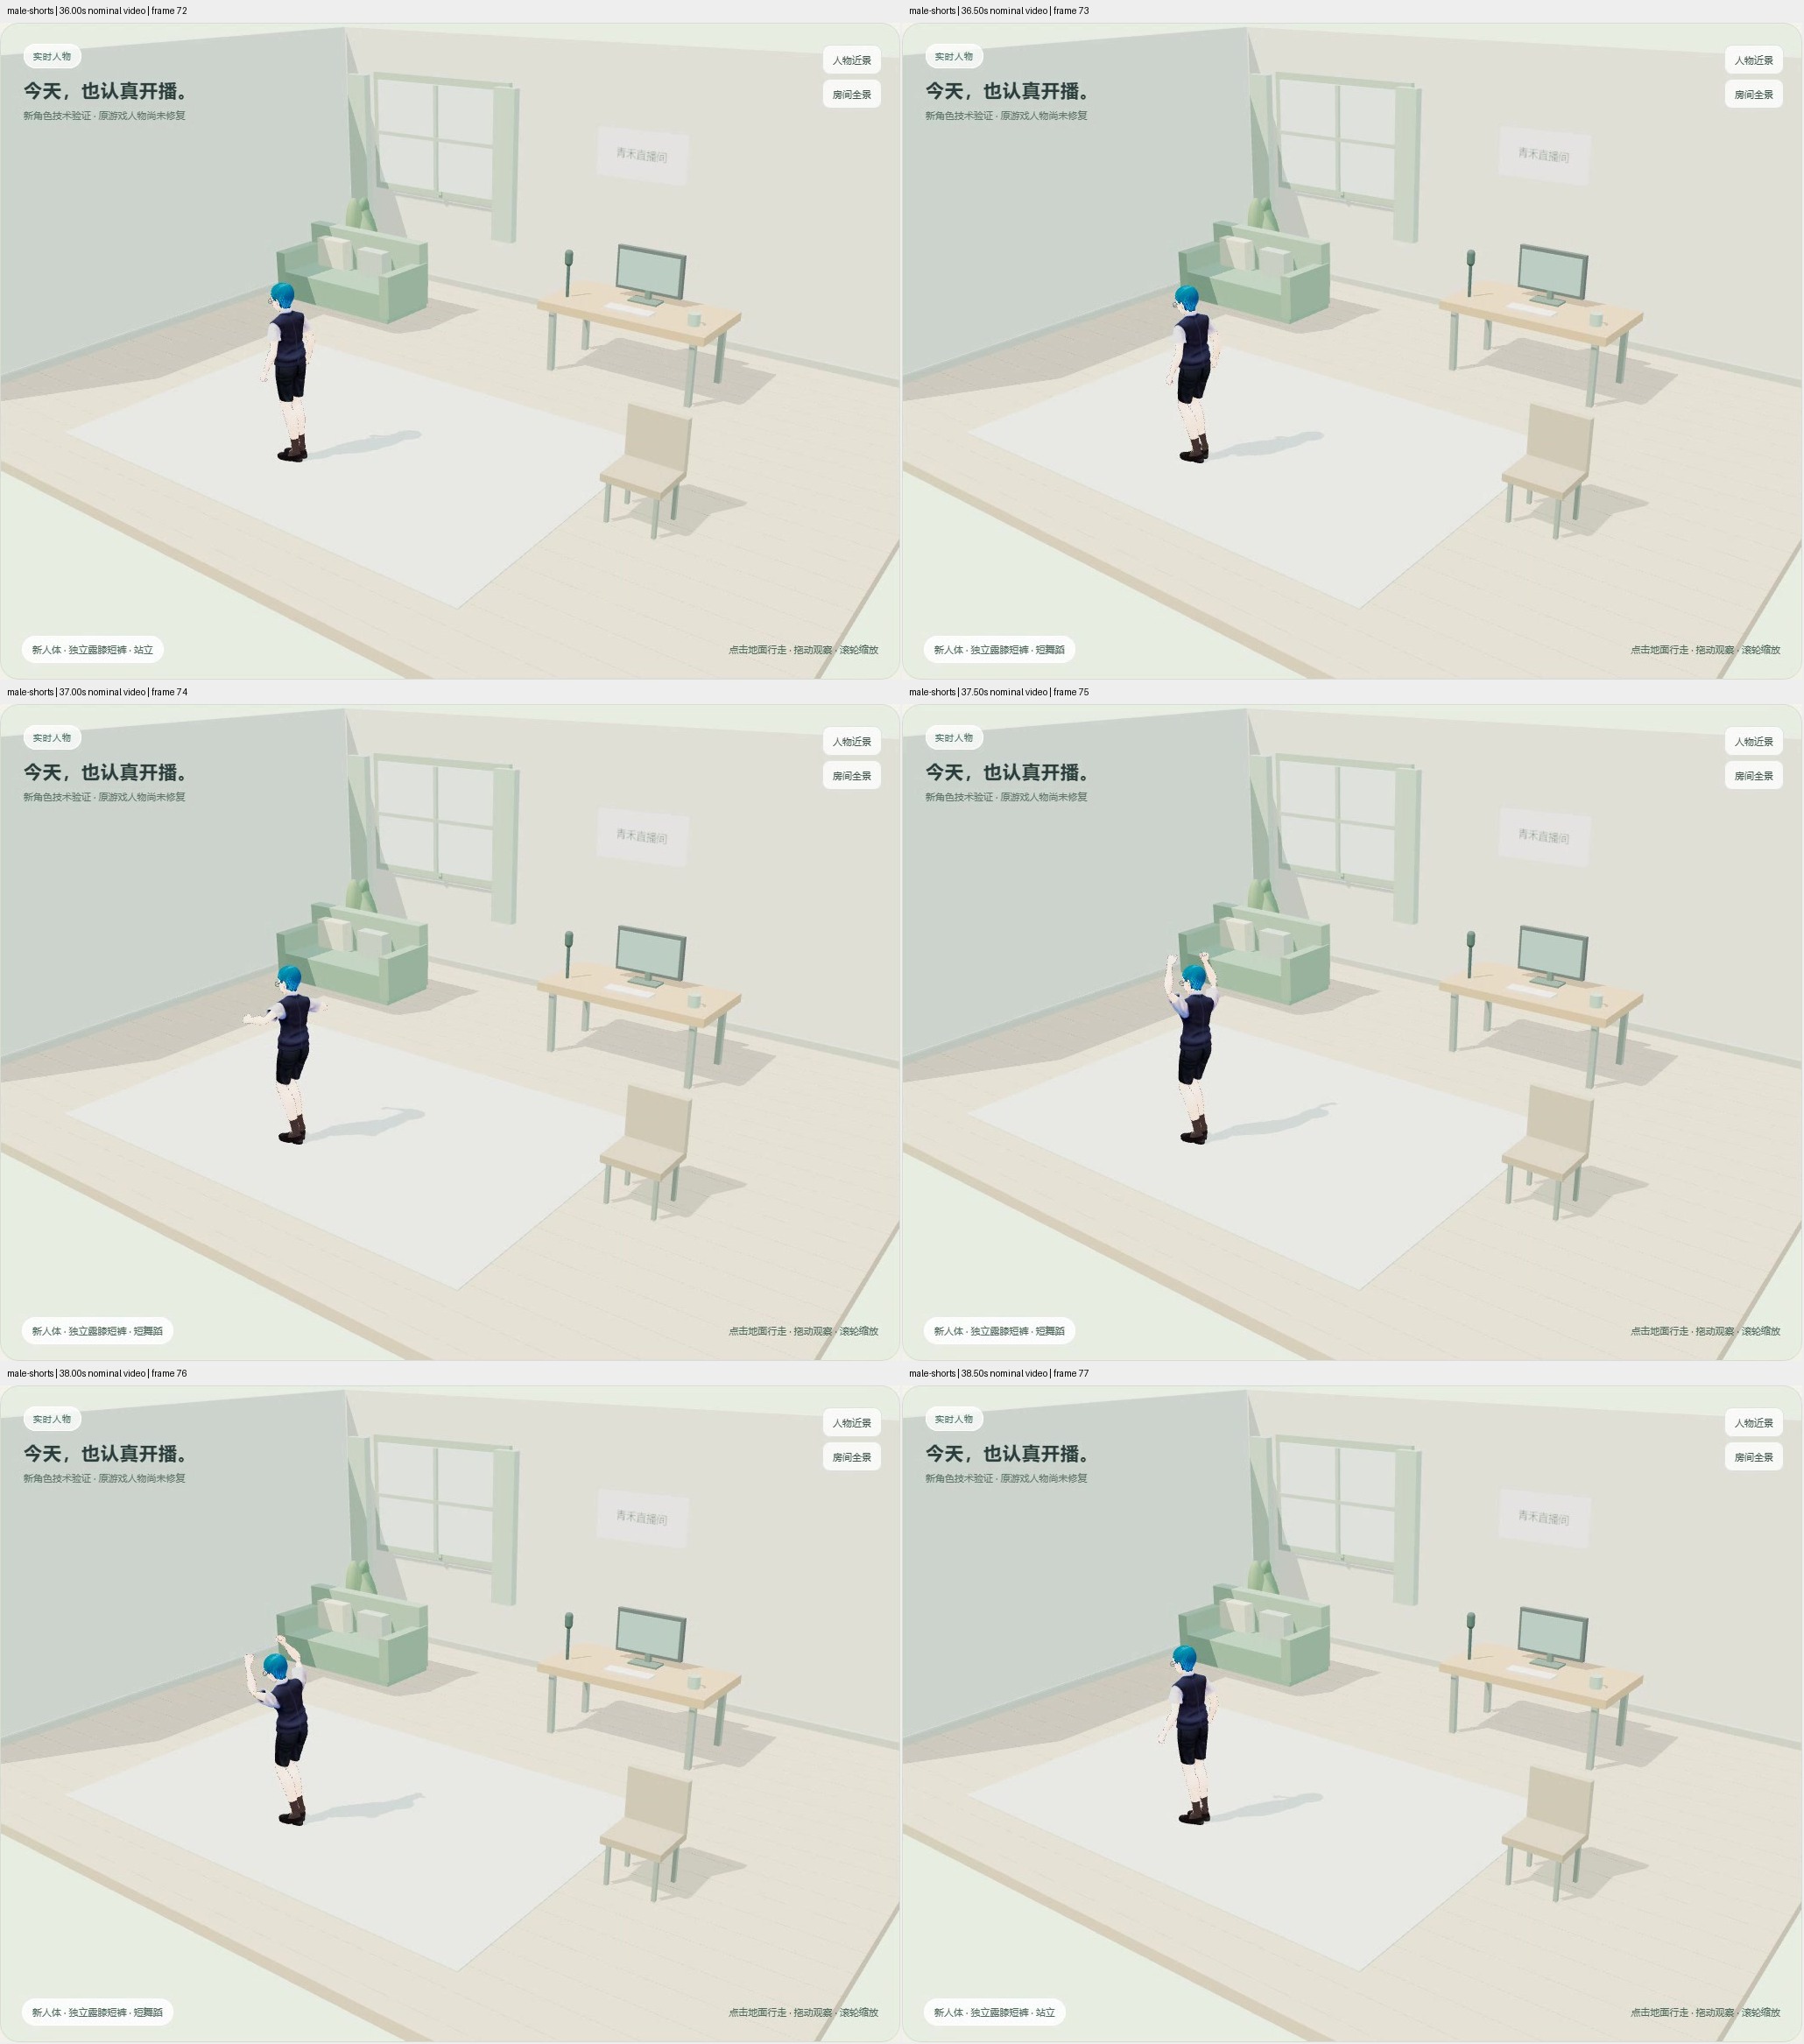 male-shorts | 36.00s nominal video | frame 72
实时人物
人物近景
今天，也认真开播。
房间全景
新角色技术验证 · 原游戏人物尚未修复
青禾直播间
新人体 · 独立露膝短裤 · 站立
点击地面行走 · 拖动观察 · 滚轮缩放
male-shorts | 36.50s nominal video | frame 73
实时人物
人物近景
今天，也认真开播。
房间全景
新角色技术验证 · 原游戏人物尚未修复
青禾直播间
新人体 · 独立露膝短裤 · 短舞蹈
点击地面行走 · 拖动观察 · 滚轮缩放
male-shorts | 37.00s nominal video | frame 74
实时人物
人物近景
今天，也认真开播。
房间全景
新角色技术验证 · 原游戏人物尚未修复
青禾直播间
新人体 · 独立露膝短裤 · 短舞蹈
点击地面行走 · 拖动观察 · 滚轮缩放
male-shorts | 37.50s nominal video | frame 75
实时人物
人物近景
今天，也认真开播。
房间全景
新角色技术验证 · 原游戏人物尚未修复
青禾直播间
新人体 · 独立露膝短裤 · 短舞蹈
点击地面行走 · 拖动观察 · 滚轮缩放
male-shorts | 38.00s nominal video | frame 76
实时人物
人物近景
今天，也认真开播。
房间全景
新角色技术验证 · 原游戏人物尚未修复
青禾直播间
新人体 · 独立露膝短裤 · 短舞蹈
点击地面行走 · 拖动观察 · 滚轮缩放
male-shorts | 38.50s nominal video | frame 77
实时人物
人物近景
今天，也认真开播。
房间全景
新角色技术验证 · 原游戏人物尚未修复
青禾直播间
新人体 · 独立露膝短裤 · 站立
点击地面行走 · 拖动观察 · 滚轮缩放